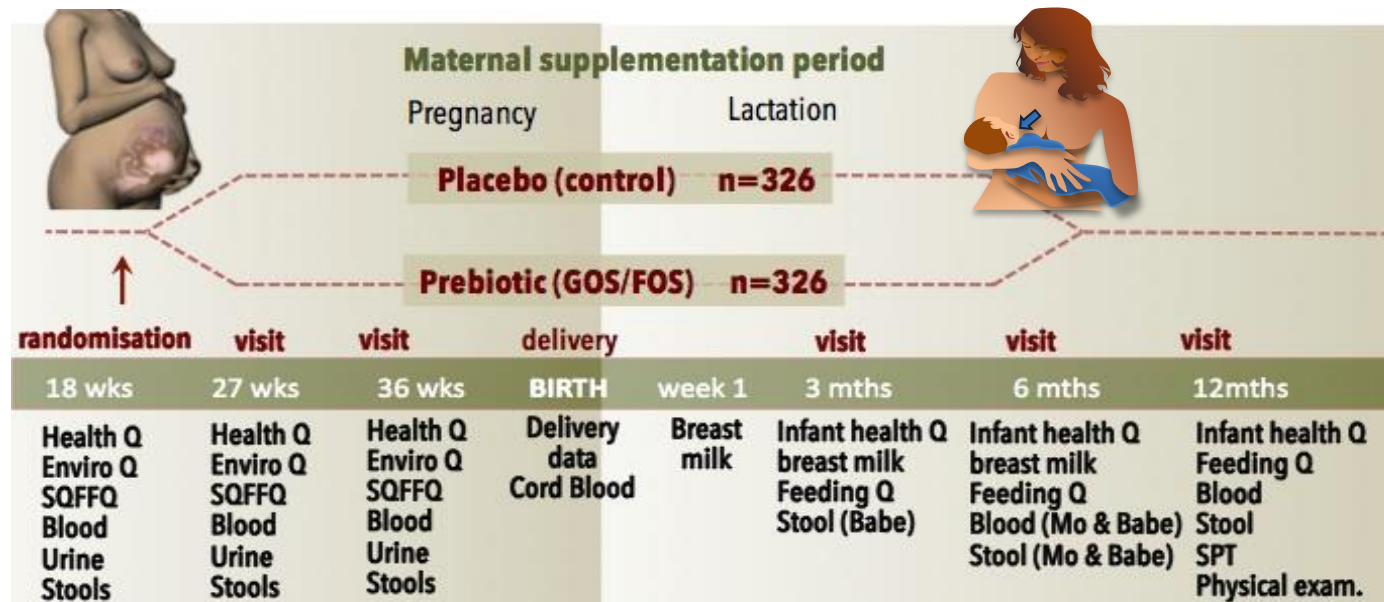 Maternal supplementation period
Pregnancy
Lactation
Placebo (control) n=326
Prebiotic (GOS/FOS) n=326
randomisation visit visit delivery visit visit visit
18 wks 27 wks 36 wks BIRTH week 1 3 mths 6 mths 12mths
Health Q
Enviro Q
SQFFQ
Blood
Urine
Stools
Health Q
Enviro Q
SQFFQ
Blood
Urine
Stools
Health Q
Enviro Q
SQFFQ
Blood
Urine
Stools
Delivery
data
Cord Blood
Breast
milk
Infant health Q
breast milk
Feeding Q
Stool (Babe)
Infant health Q
breast milk
Feeding Q
Blood (Mo & Babe)
Stool (Mo & Babe)
Infant health Q
Feeding Q
Blood
Stool
SPT
Physical exam.